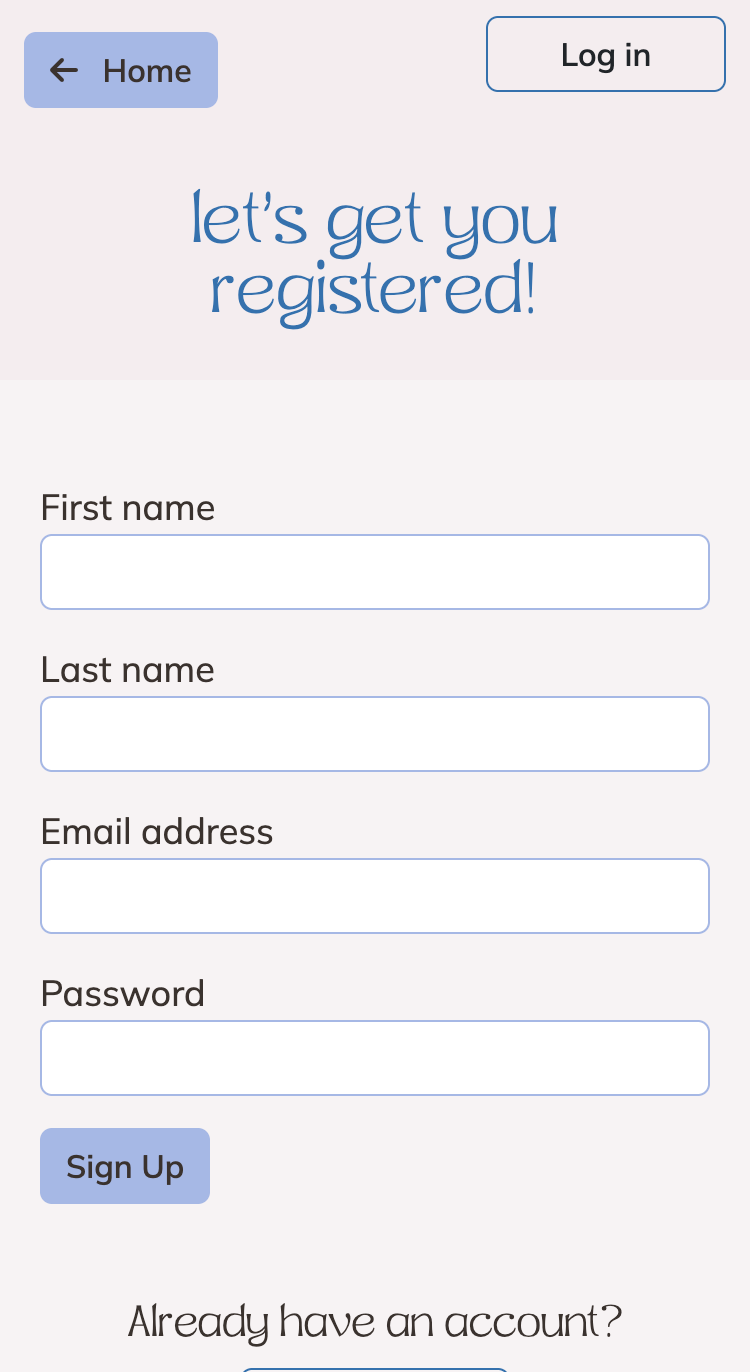 Home
Log in
let's get you
registered!
First name
Last name
Email address
Password
Sign Up
Already have an account?